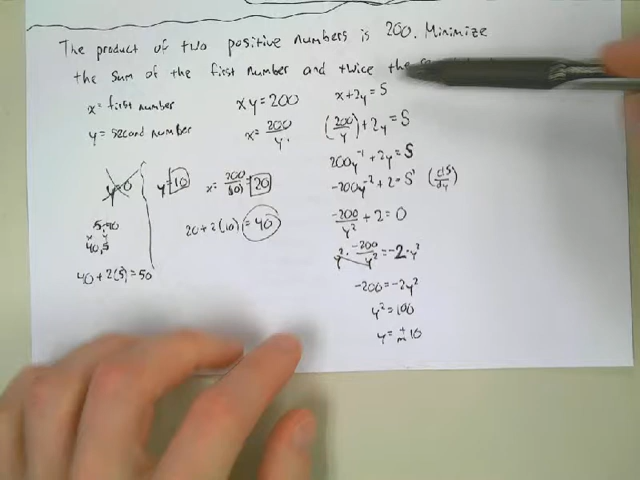 The product of two positive numbers is 200. Minimize
the sum of the first number and twice the
x = first number
y = second number
xy = 200
x = 200/y
x + 2y = S
(200/y) + 2y = S
200y⁻¹ + 2y = S
-200y⁻² + 2 = S' (dS/dy)
-200/y² + 2 = 0
y² · -200/y² = -2 · y²
-200 = -2y²
y² = 100
y = ± 10
y = 0
y = 10
x = 200/(10) = 20
20 + 2(10) = 40
x y
40, 5
40 + 2(5) = 50